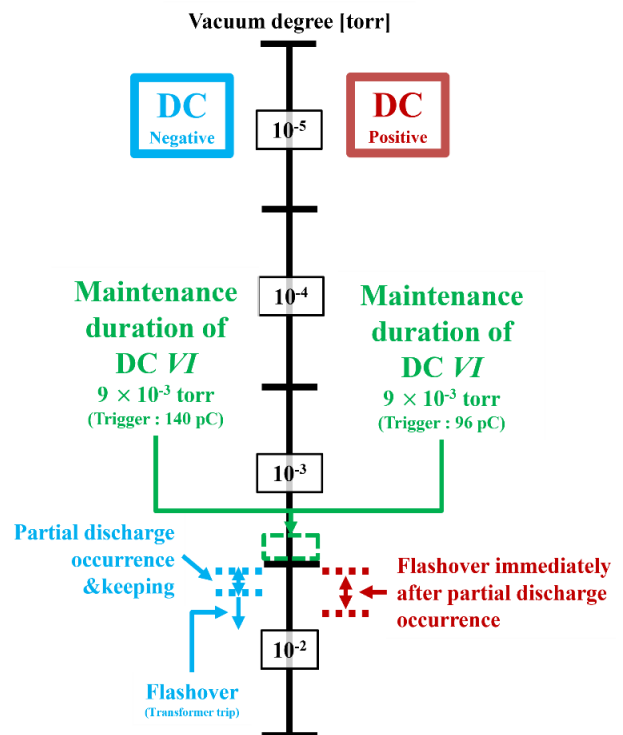 Vacuum degree [torr]
DC
Negative
DC
Positive
10⁻⁵
10⁻⁴
Maintenance
duration of
DC VI
9 × 10⁻³ torr
(Trigger : 140 pC)
Maintenance
duration of
DC VI
9 × 10⁻³ torr
(Trigger : 96 pC)
10⁻³
Partial discharge
occurrence
&keeping
Flashover immediately
after partial discharge
occurrence
10⁻²
Flashover
(Transformer trip)